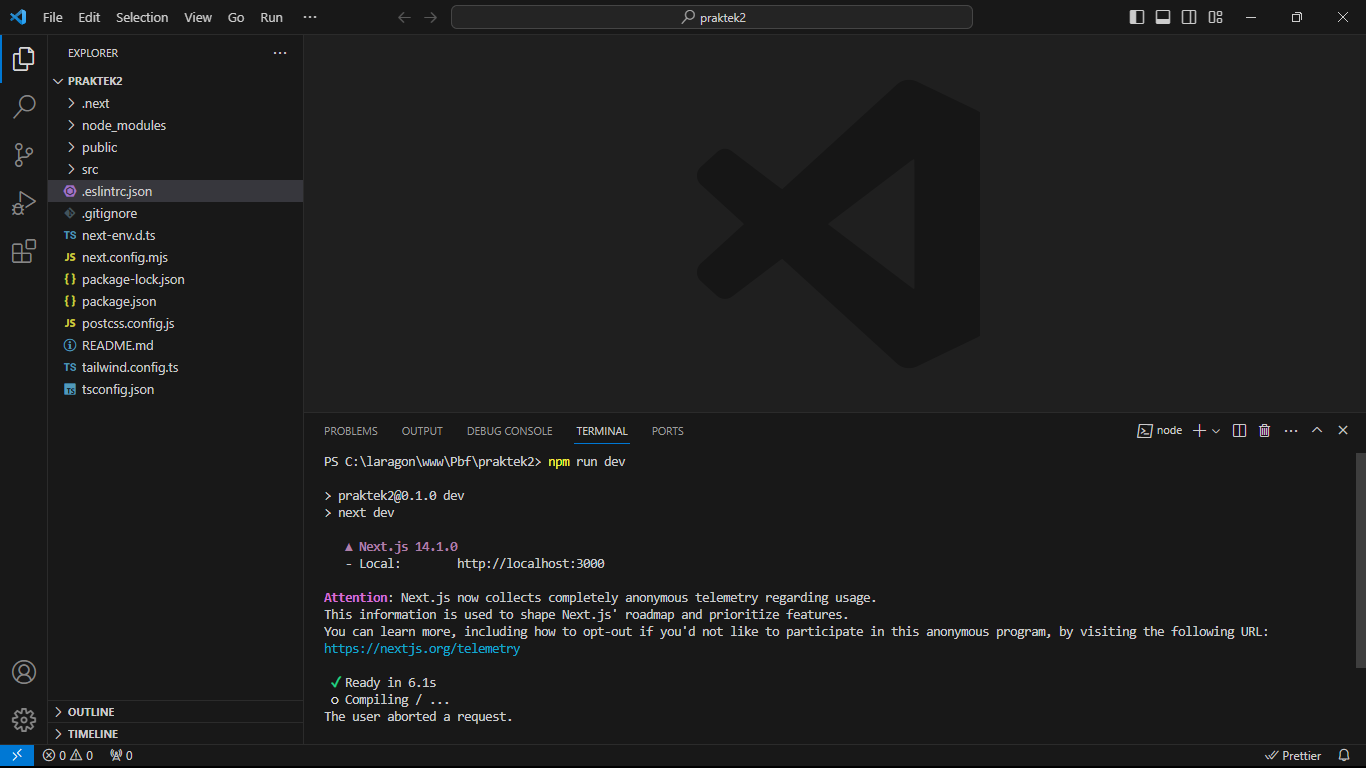 File Edit Selection View Go Run ···
praktek2
EXPLORER ···
PRAKTEK2
.next
node_modules
public
src
.eslintrc.json
.gitignore
TS next-env.d.ts
JS next.config.mjs
{} package-lock.json
{} package.json
JS postcss.config.js
README.md
TS tailwind.config.ts
TS tsconfig.json
OUTLINE
TIMELINE
PROBLEMS OUTPUT DEBUG CONSOLE TERMINAL PORTS
node
PS C:\laragon\www\Pbf\praktek2> npm run dev
> praktek2@0.1.0 dev
> next dev
▲ Next.js 14.1.0
- Local: http://localhost:3000
Attention: Next.js now collects completely anonymous telemetry regarding usage.
This information is used to shape Next.js' roadmap and prioritize features.
You can learn more, including how to opt-out if you'd not like to participate in this anonymous program, by visiting the following URL:
https://nextjs.org/telemetry
✓ Ready in 6.1s
○ Compiling / ...
The user aborted a request.
0 0 0
Prettier